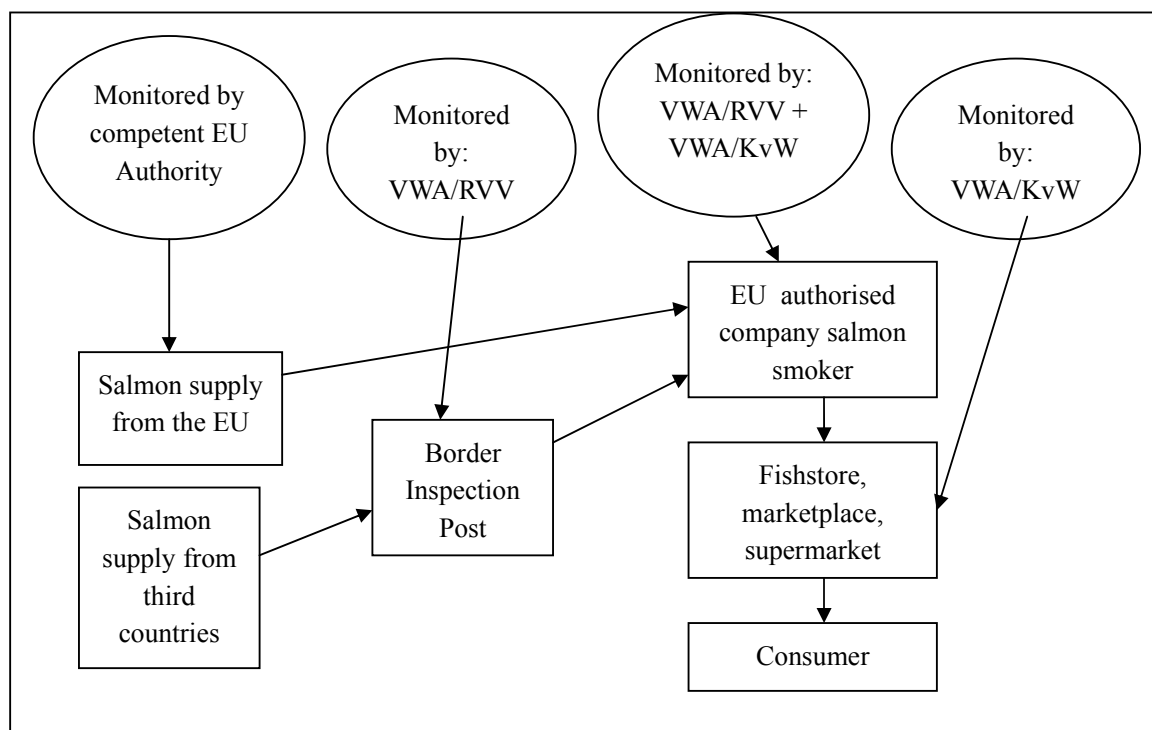 Monitored by
competent EU
Authority
Monitored
by:
VWA/RVV
Monitored by:
VWA/RVV +
VWA/KvW
Monitored
by:
VWA/KvW
EU authorised
company salmon
smoker
Salmon supply
from the EU
Border
Inspection
Post
Fishstore,
marketplace,
supermarket
Salmon
supply from
third
countries
Consumer